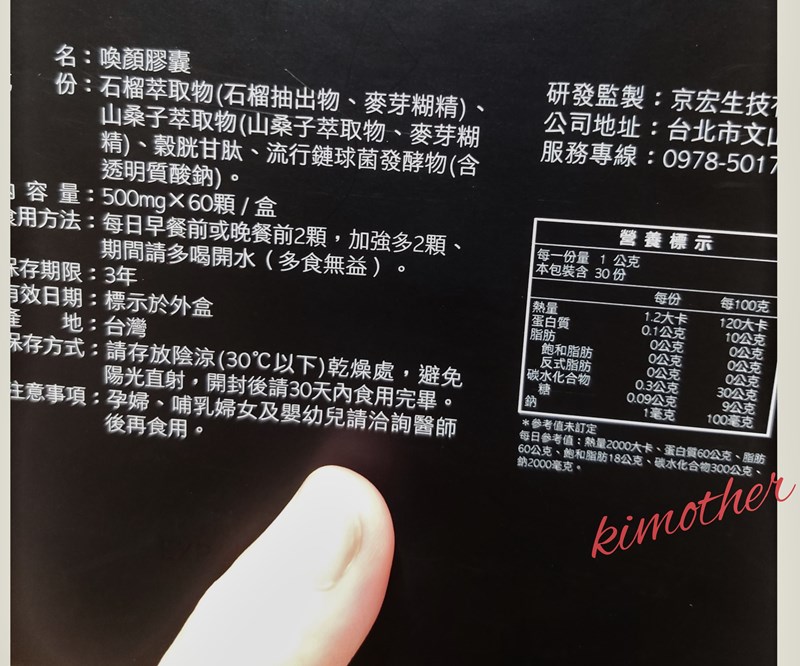 名：喚顏膠囊
份：石榴萃取物(石榴抽出物、麥芽糊精)、
山桑子萃取物(山桑子萃取物、麥芽糊
精)、穀胱甘肽、流行鏈球菌發酵物(含
透明質酸鈉)。
容量：500mg×60顆 / 盒
食用方法：每日早餐前或晚餐前2顆，加強多2顆、
期間請多喝開水（多食無益）。
保存期限：3年
有效日期：標示於外盒
產 地：台灣
保存方式：請存放陰涼(30℃以下)乾燥處，避免
陽光直射，開封後請30天內食用完畢。
注意事項：孕婦、哺乳婦女及嬰幼兒請洽詢醫師
後再食用。
研發監製：京宏生技
公司地址：台北市文山
服務專線：0978-5017
營養標示
每一份量 1 公克
本包裝含 30 份
每份 每100克
熱量 1.2大卡 120大卡
蛋白質 0.1公克 10公克
脂肪 0公克 0公克
飽和脂肪 0公克 0公克
反式脂肪 0公克 0公克
碳水化合物 0.3公克 30公克
糖 0.09公克 9公克
鈉 1毫克 100毫克
＊參考值未訂定
每日參考值：熱量2000大卡、蛋白質60公克、脂肪
60公克、飽和脂肪18公克、碳水化合物300公克、
鈉2000毫克。
kimother